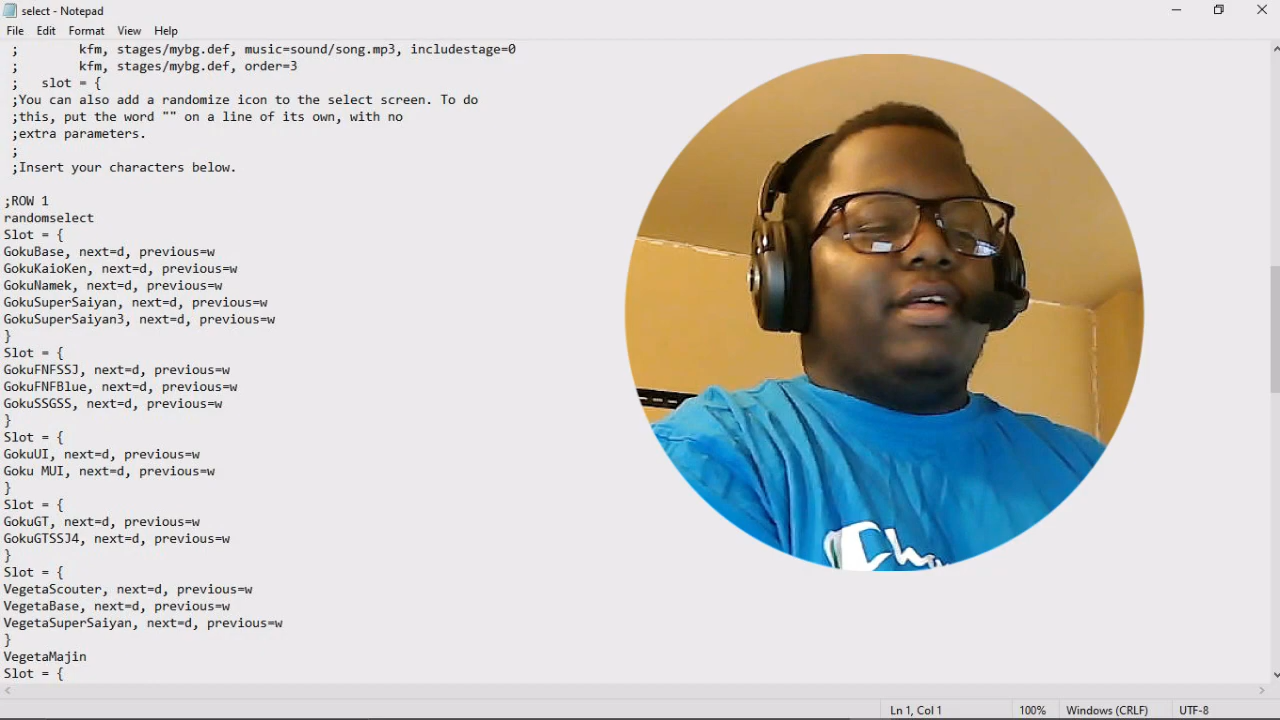 select - Notepad
File Edit Format View Help
; kfm, stages/mybg.def, music=sound/song.mp3, includestage=0
; kfm, stages/mybg.def, order=3
; slot = {
;You can also add a randomize icon to the select screen. To do
;this, put the word "" on a line of its own, with no
;extra parameters.
;
;Insert your characters below.
;ROW 1
randomselect
Slot = {
GokuBase, next=d, previous=w
GokuKaioKen, next=d, previous=w
GokuNamek, next=d, previous=w
GokuSuperSaiyan, next=d, previous=w
GokuSuperSaiyan3, next=d, previous=w
}
Slot = {
GokuFNFSSJ, next=d, previous=w
GokuFNFBlue, next=d, previous=w
GokuSSGSS, next=d, previous=w
}
Slot = {
GokuUI, next=d, previous=w
Goku MUI, next=d, previous=w
}
Slot = {
GokuGT, next=d, previous=w
GokuGTSSJ4, next=d, previous=w
}
Slot = {
VegetaScouter, next=d, previous=w
VegetaBase, next=d, previous=w
VegetaSuperSaiyan, next=d, previous=w
}
VegetaMajin
Slot = {
Ln 1, Col 1 100% Windows (CRLF) UTF-8